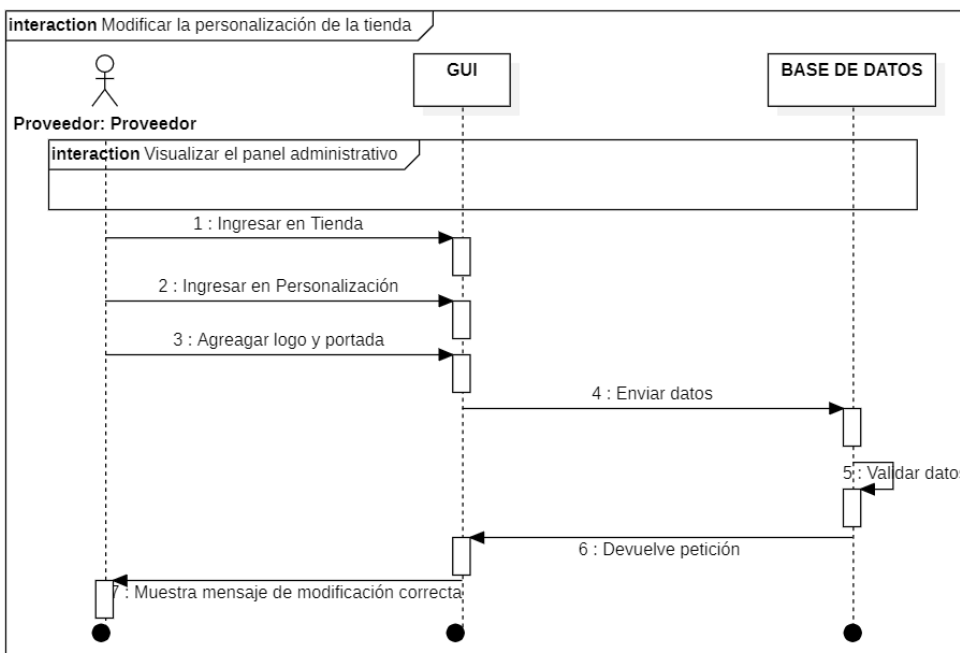 interaction Modificar la personalización de la tienda
GUI
BASE DE DATOS
Proveedor: Proveedor
interaction Visualizar el panel administrativo
1 : Ingresar en Tienda
2 : Ingresar en Personalización
3 : Agreagar logo y portada
4 : Enviar datos
5 : Validar datos
6 : Devuelve petición
7 : Muestra mensaje de modificación correcta